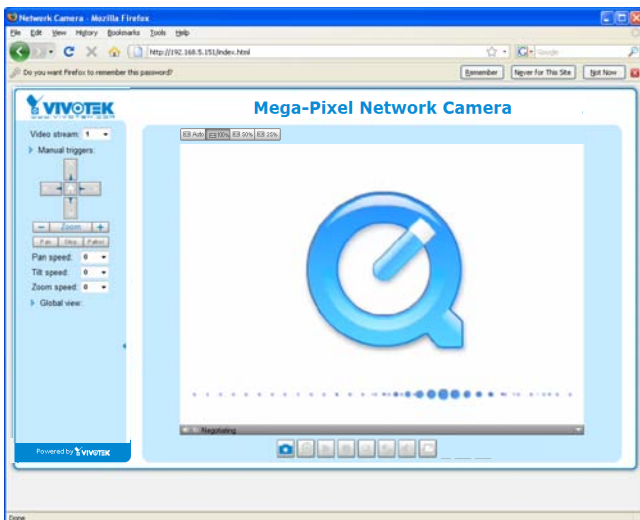 Network Camera - Mozilla Firefox
File Edit View History Bookmarks Tools Help
http://192.168.5.151/index.html
Google
Do you want Firefox to remember this password?
Remember Never for This Site Not Now
VIVOTEK
www.vivotek.com
Mega-Pixel Network Camera
Video stream: 1
Auto 100% 50% 25%
Manual triggers:
Zoom
Pan Stop Patrol
Pan speed: 0
Tilt speed: 0
Zoom speed: 0
Global view:
Negotiating
Powered by VIVOTEK
Done